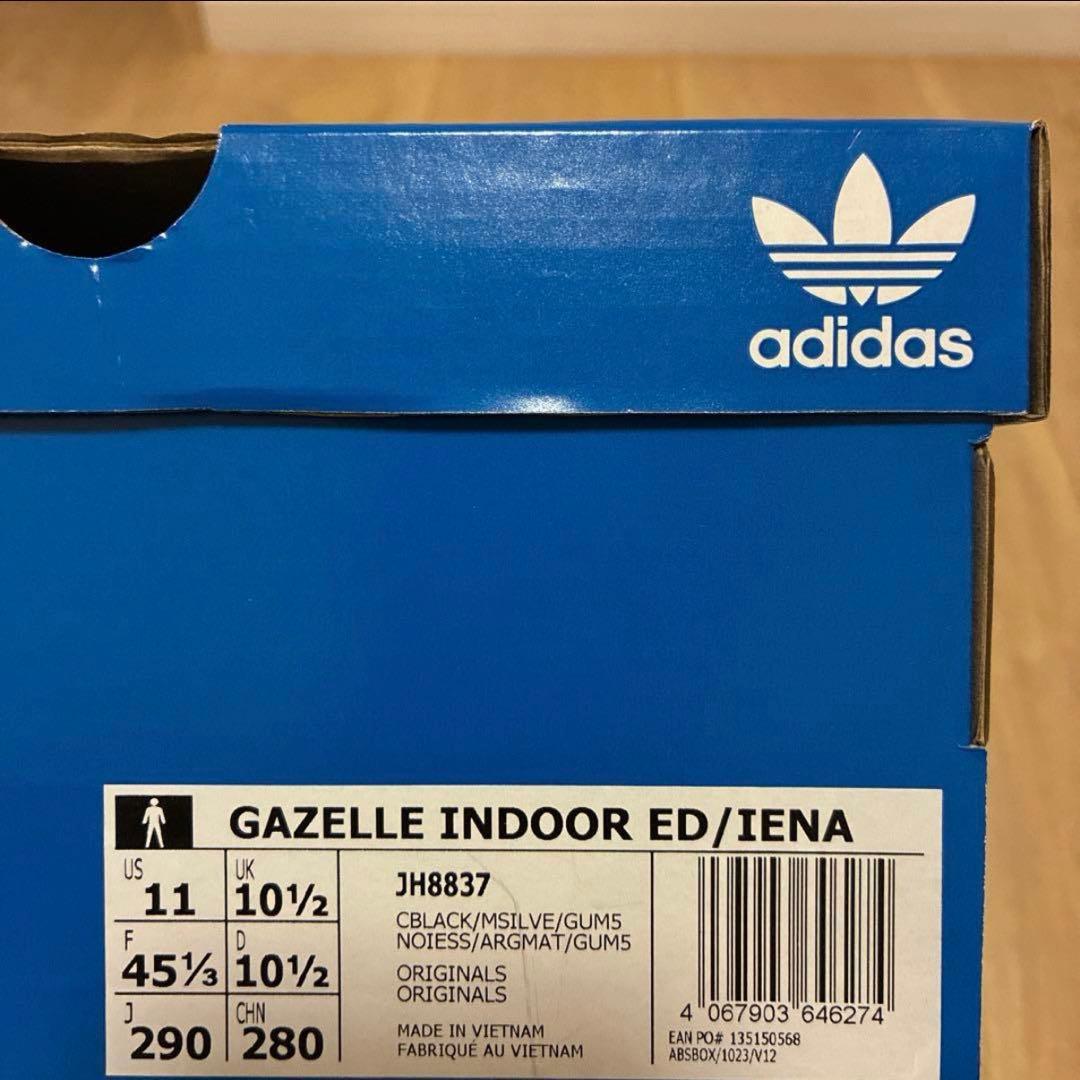 adidas
GAZELLE INDOOR ED/IENA
US 11
UK 10½
F 45⅓
D 10½
J 290
CHN 280
JH8837
CBLACK/MSILVE/GUM5
NOIESS/ARGMAT/GUM5
ORIGINALS
ORIGINALS
MADE IN VIETNAM
FABRIQUÉ AU VIETNAM
4 067903 646274
EAN PO# 135150568
ABSBOX/1023/V12